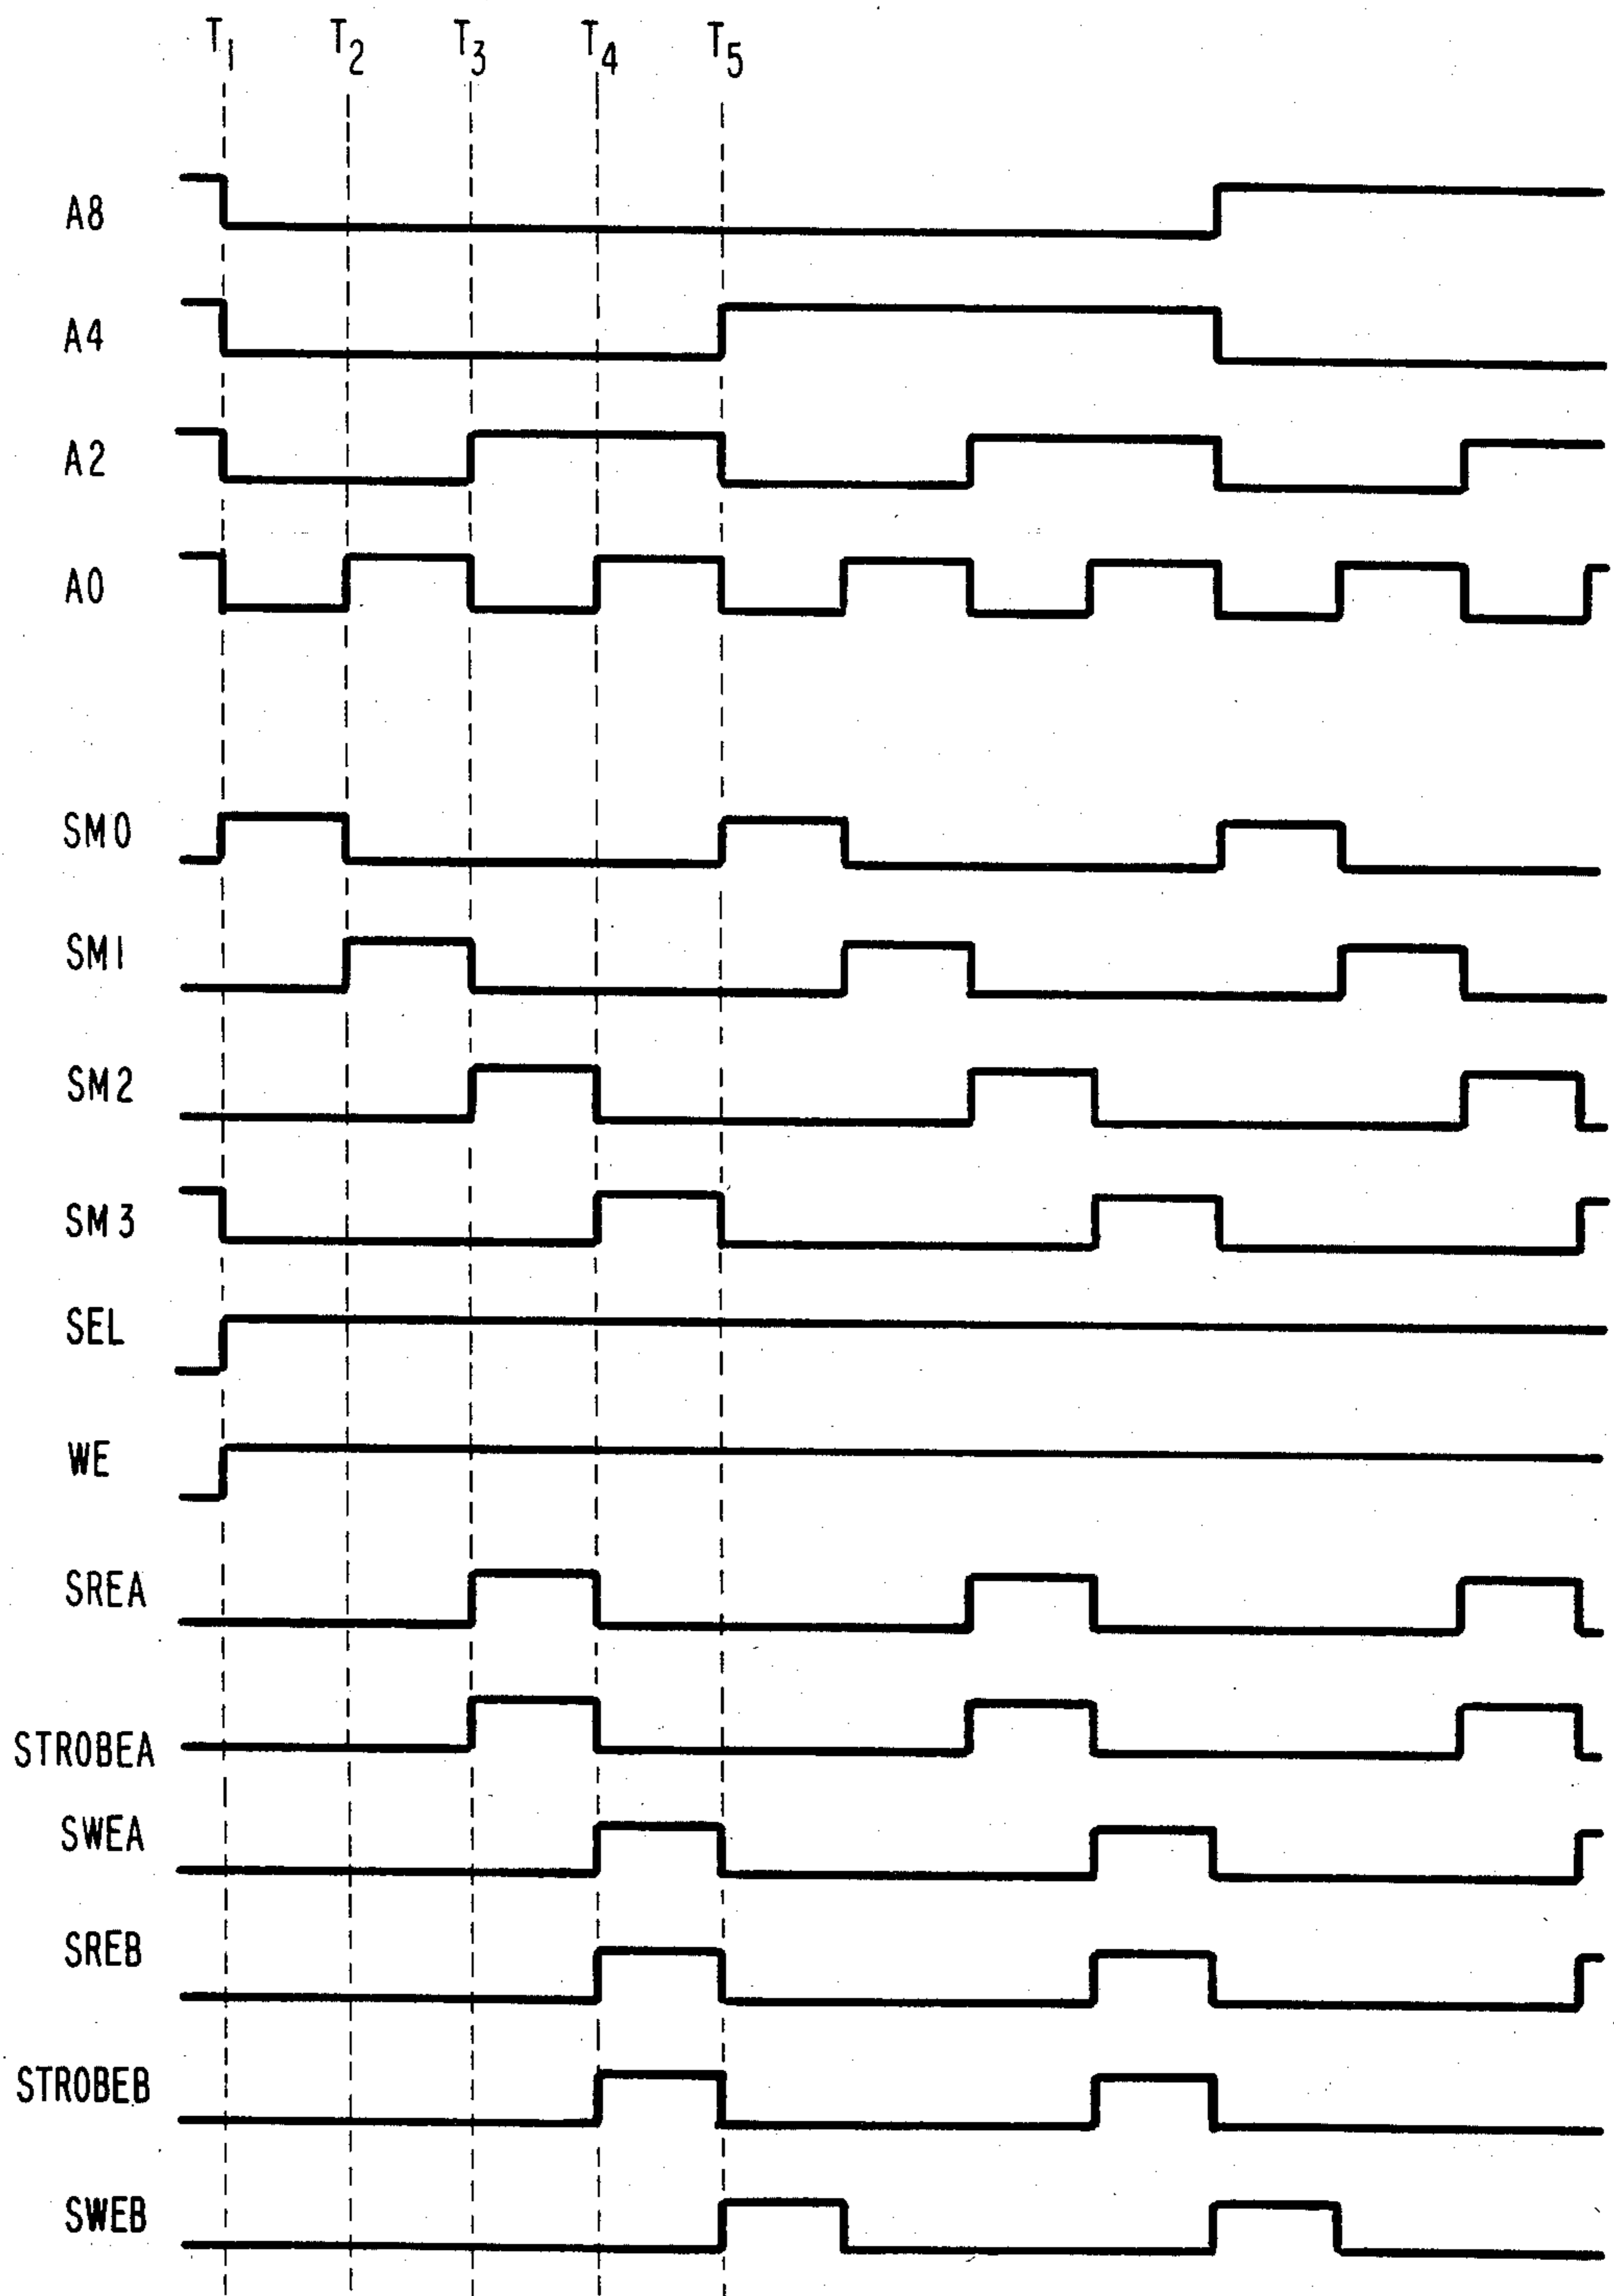 T1 T2 T3 T4 T5
A8
A4
A2
A0
SM0
SM1
SM2
SM3
SEL
WE
SREA
STROBEA
SWEA
SREB
STROBEB
SWEB